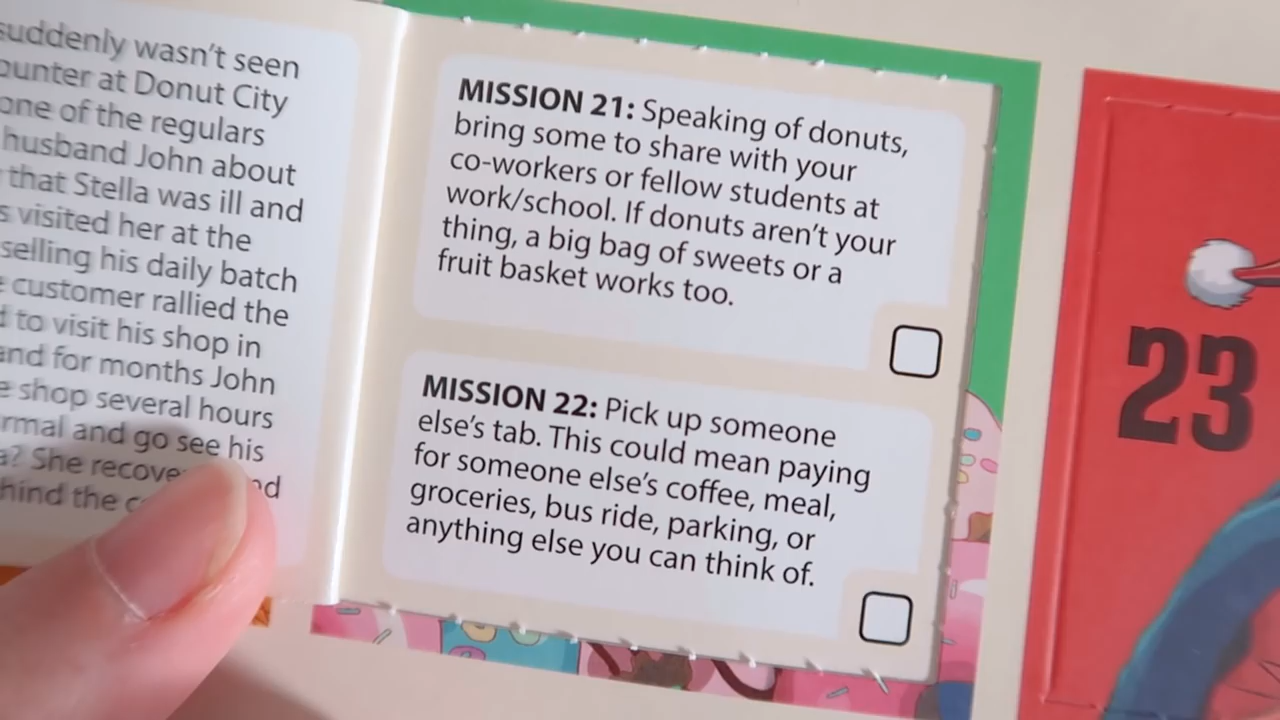 suddenly wasn't seen
at Donut City
one of the regulars
husband John about
that Stella was ill and
visited her at the
selling his daily batch
customer rallied the
to visit his shop in
and for months John
shop several hours
and go see his
She
hind the
MISSION 21: Speaking of donuts,
bring some to share with your
co-workers or fellow students at
work/school. If donuts aren't your
thing, a big bag of sweets or a
fruit basket works too.
MISSION 22: Pick up someone
else's tab. This could mean paying
for someone else's coffee, meal,
groceries, bus ride, parking, or
anything else you can think of.
23